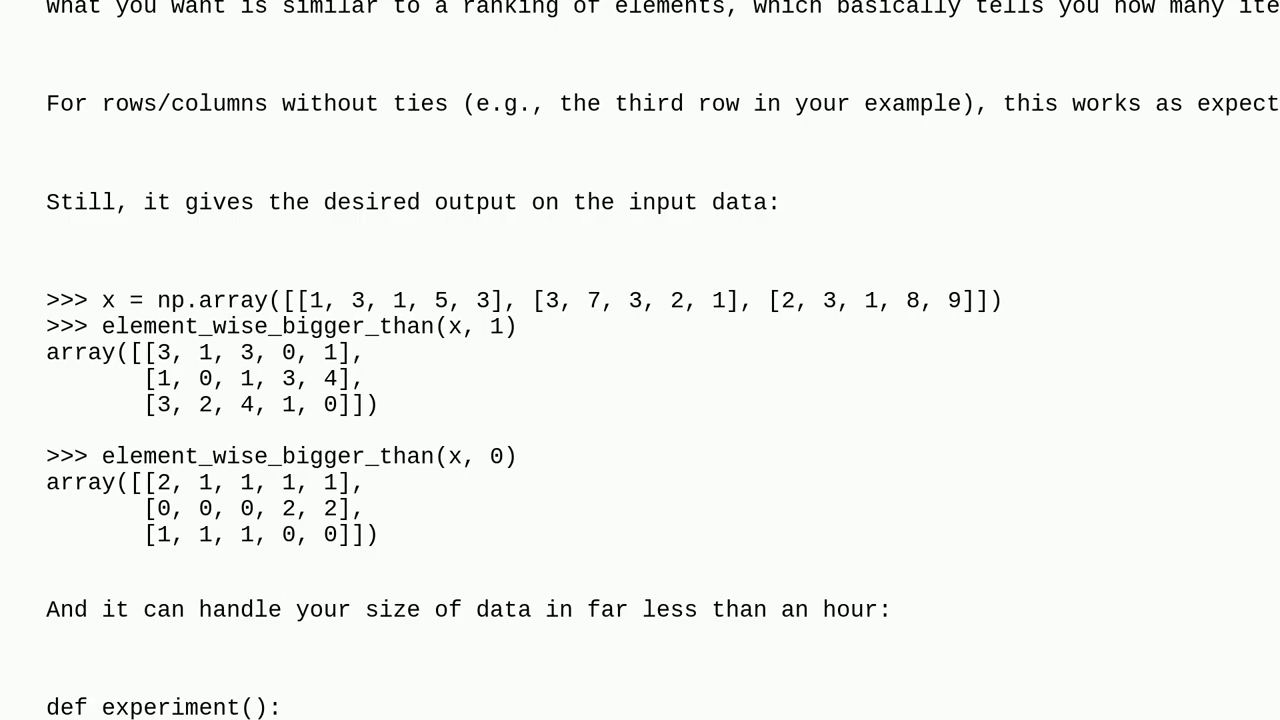 What you want is similar to a ranking of elements, which basically tells you how many ite
For rows/columns without ties (e.g., the third row in your example), this works as expect
Still, it gives the desired output on the input data:
>>> x = np.array([[1, 3, 1, 5, 3], [3, 7, 3, 2, 1], [2, 3, 1, 8, 9]])
>>> element_wise_bigger_than(x, 1)
array([[3, 1, 3, 0, 1],
       [1, 0, 1, 3, 4],
       [3, 2, 4, 1, 0]])
>>> element_wise_bigger_than(x, 0)
array([[2, 1, 1, 1, 1],
       [0, 0, 0, 2, 2],
       [1, 1, 1, 0, 0]])
And it can handle your size of data in far less than an hour:
def experiment():